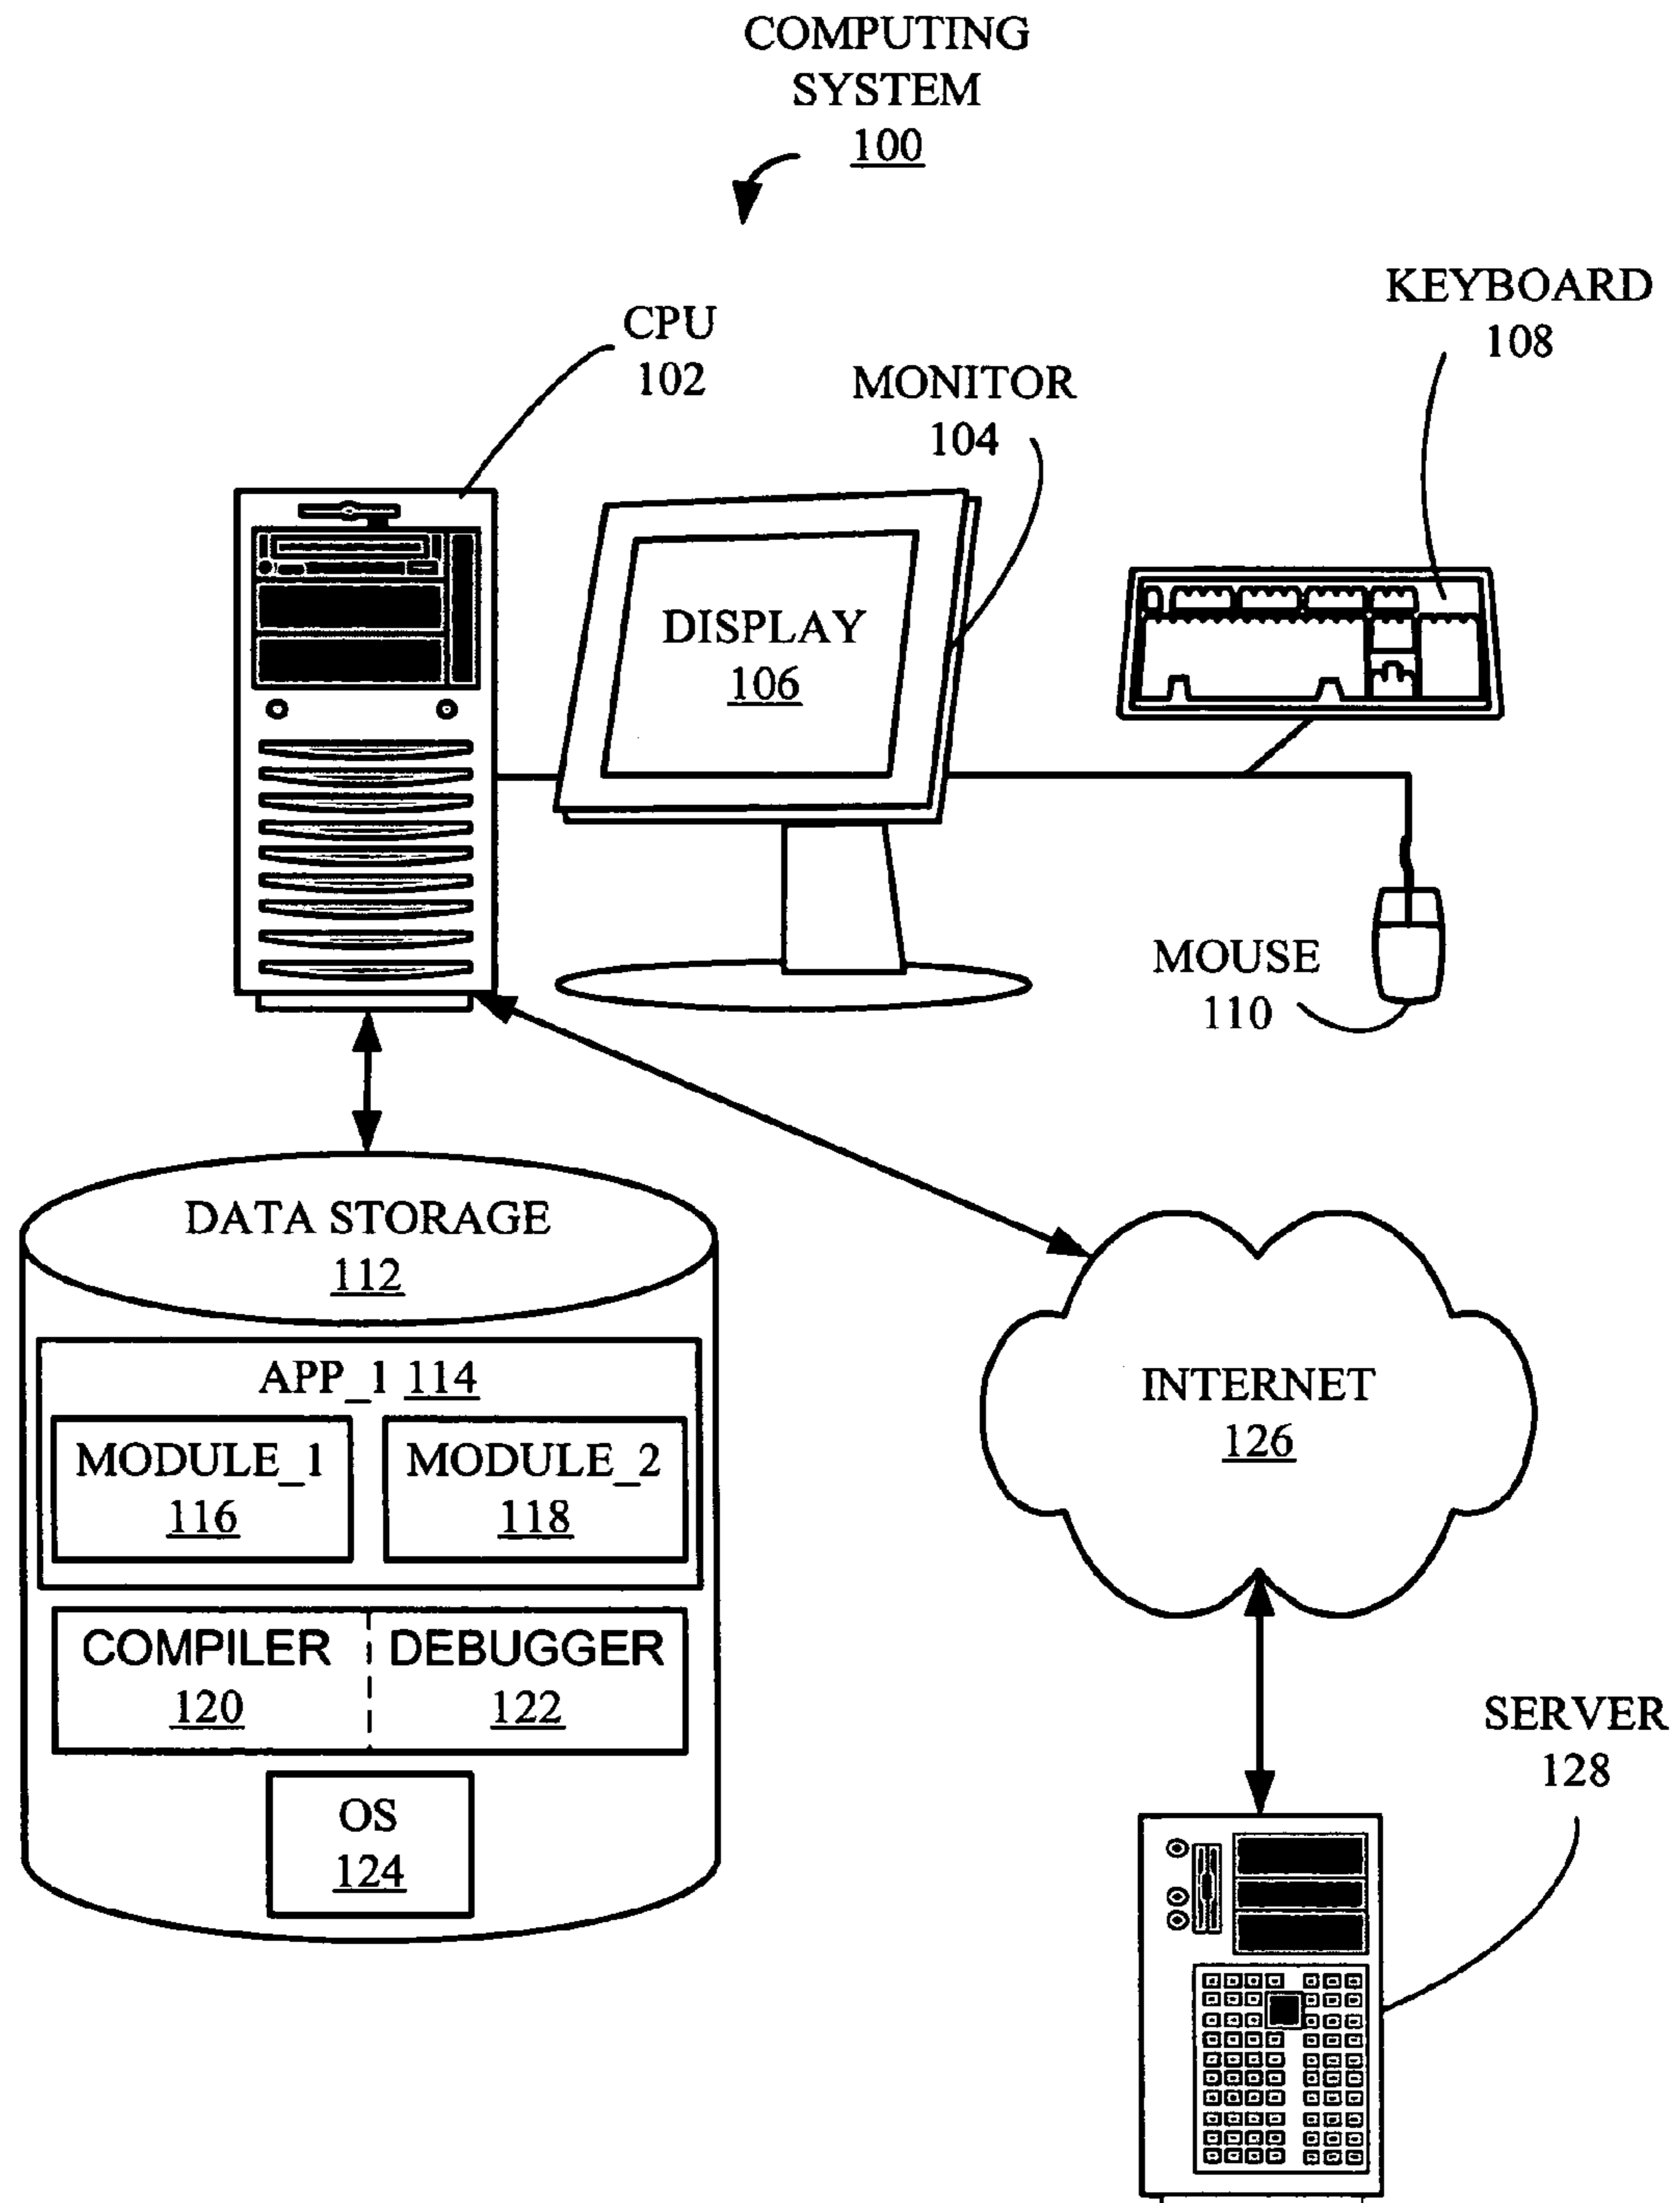 COMPUTING
SYSTEM
100
KEYBOARD
108
CPU
102
MONITOR
104
DISPLAY
106
MOUSE
110
DATA STORAGE
112
APP_1 114
MODULE_1
116
MODULE_2
118
COMPILER
120
DEBUGGER
122
OS
124
INTERNET
126
SERVER
128